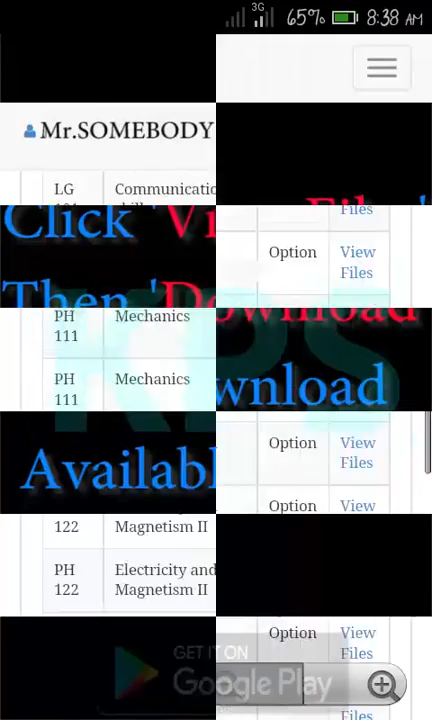 3G 65% 8:38 AM
Mr.SOMEBODY
LG Communicatio
Files
Click 'Vi
Option View
Files
Then 'D
Download
PH Mechanics
111
PH Mechanics
111
wnload
KPS
Option View
Files
Availabl
Option View
122 Magnetism II
PH Electricity and
122 Magnetism II
Option View
Files
GET IT ON
Google Play
Files